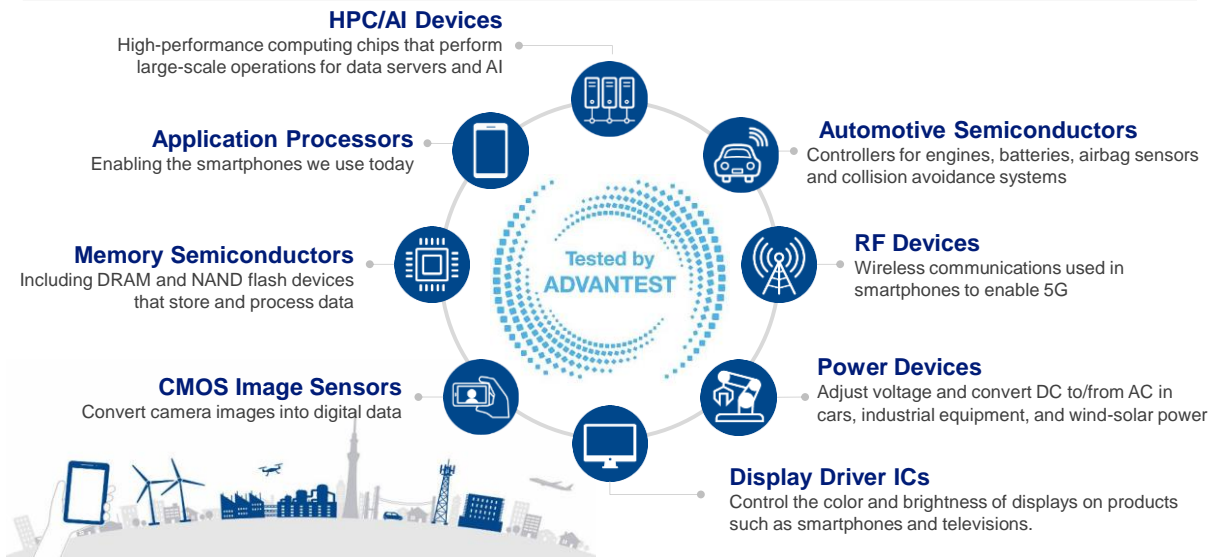 HPC/AI Devices
High-performance computing chips that perform
large-scale operations for data servers and AI
Application Processors
Enabling the smartphones we use today
Automotive Semiconductors
Controllers for engines, batteries, airbag sensors
and collision avoidance systems
Memory Semiconductors
Including DRAM and NAND flash devices
that store and process data
Tested by
ADVANTEST
RF Devices
Wireless communications used in
smartphones to enable 5G
CMOS Image Sensors
Convert camera images into digital data
Power Devices
Adjust voltage and convert DC to/from AC in
cars, industrial equipment, and wind-solar power
Display Driver ICs
Control the color and brightness of displays on products
such as smartphones and televisions.